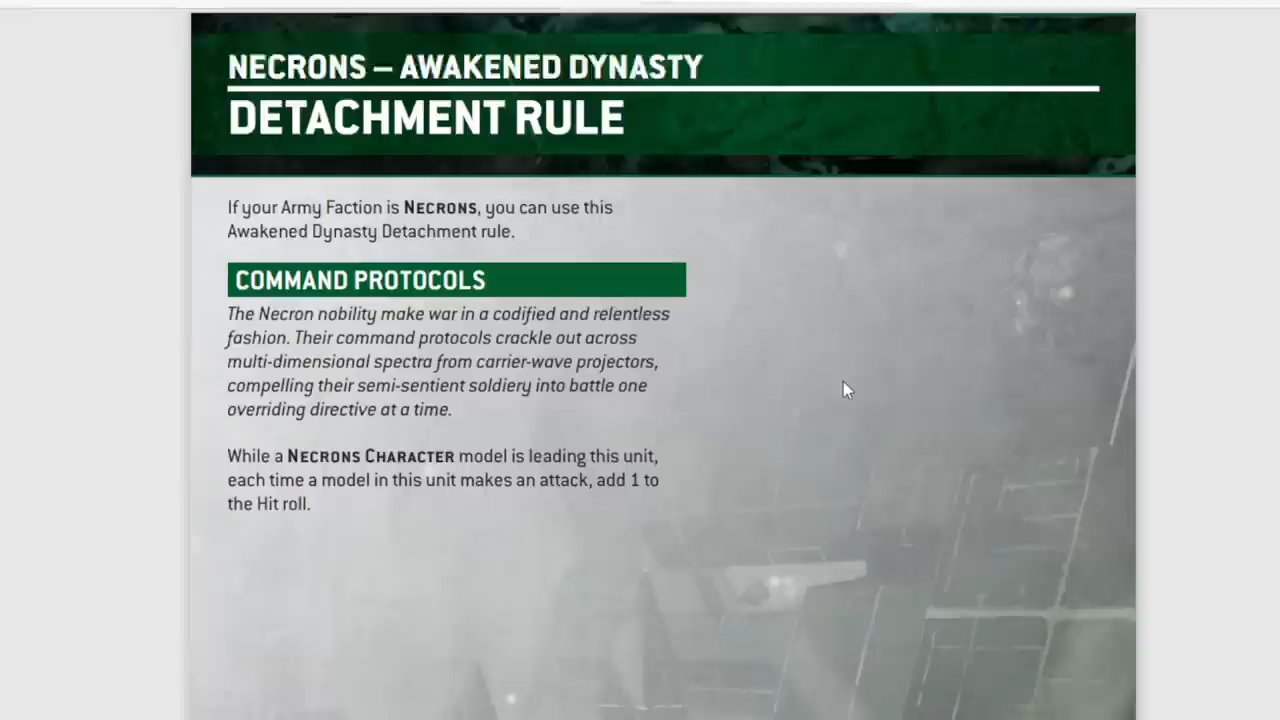 NECRONS – AWAKENED DYNASTY
DETACHMENT RULE
If your Army Faction is NECRONS, you can use this
Awakened Dynasty Detachment rule.
COMMAND PROTOCOLS
The Necron nobility make war in a codified and relentless
fashion. Their command protocols crackle out across
multi-dimensional spectra from carrier-wave projectors,
compelling their semi-sentient soldiery into battle one
overriding directive at a time.
While a NECRONS CHARACTER model is leading this unit,
each time a model in this unit makes an attack, add 1 to
the Hit roll.